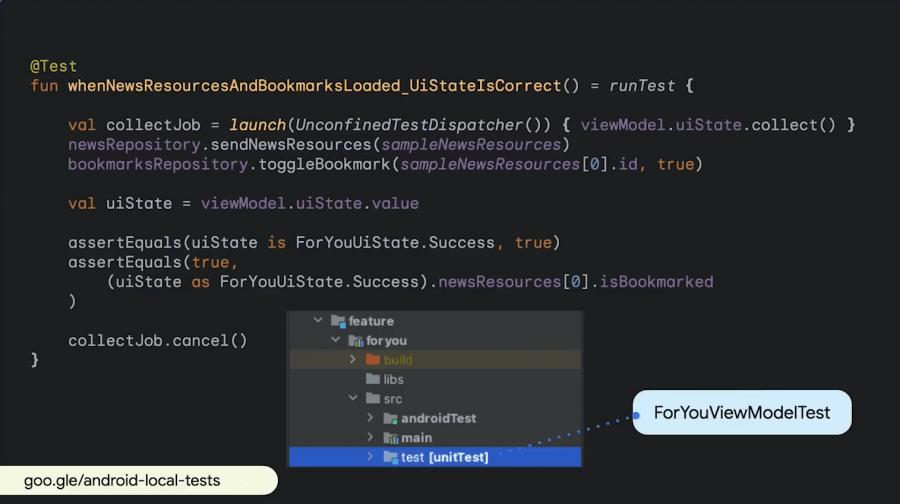 @Test
fun whenNewsResourcesAndBookmarksLoaded_UiStateIsCorrect() = runTest {
val collectJob = launch(UnconfinedTestDispatcher()) { viewModel.uiState.collect() }
newsRepository.sendNewsResources(sampleNewsResources)
bookmarksRepository.toggleBookmark(sampleNewsResources[0].id, true)
val uiState = viewModel.uiState.value
assertEquals(uiState is ForYouUiState.Success, true)
assertEquals(true,
(uiState as ForYouUiState.Success).newsResources[0].isBookmarked
)
collectJob.cancel()
}
feature
foryou
build
libs
src
androidTest
main
test [unitTest]
ForYouViewModelTest
goo.gle/android-local-tests